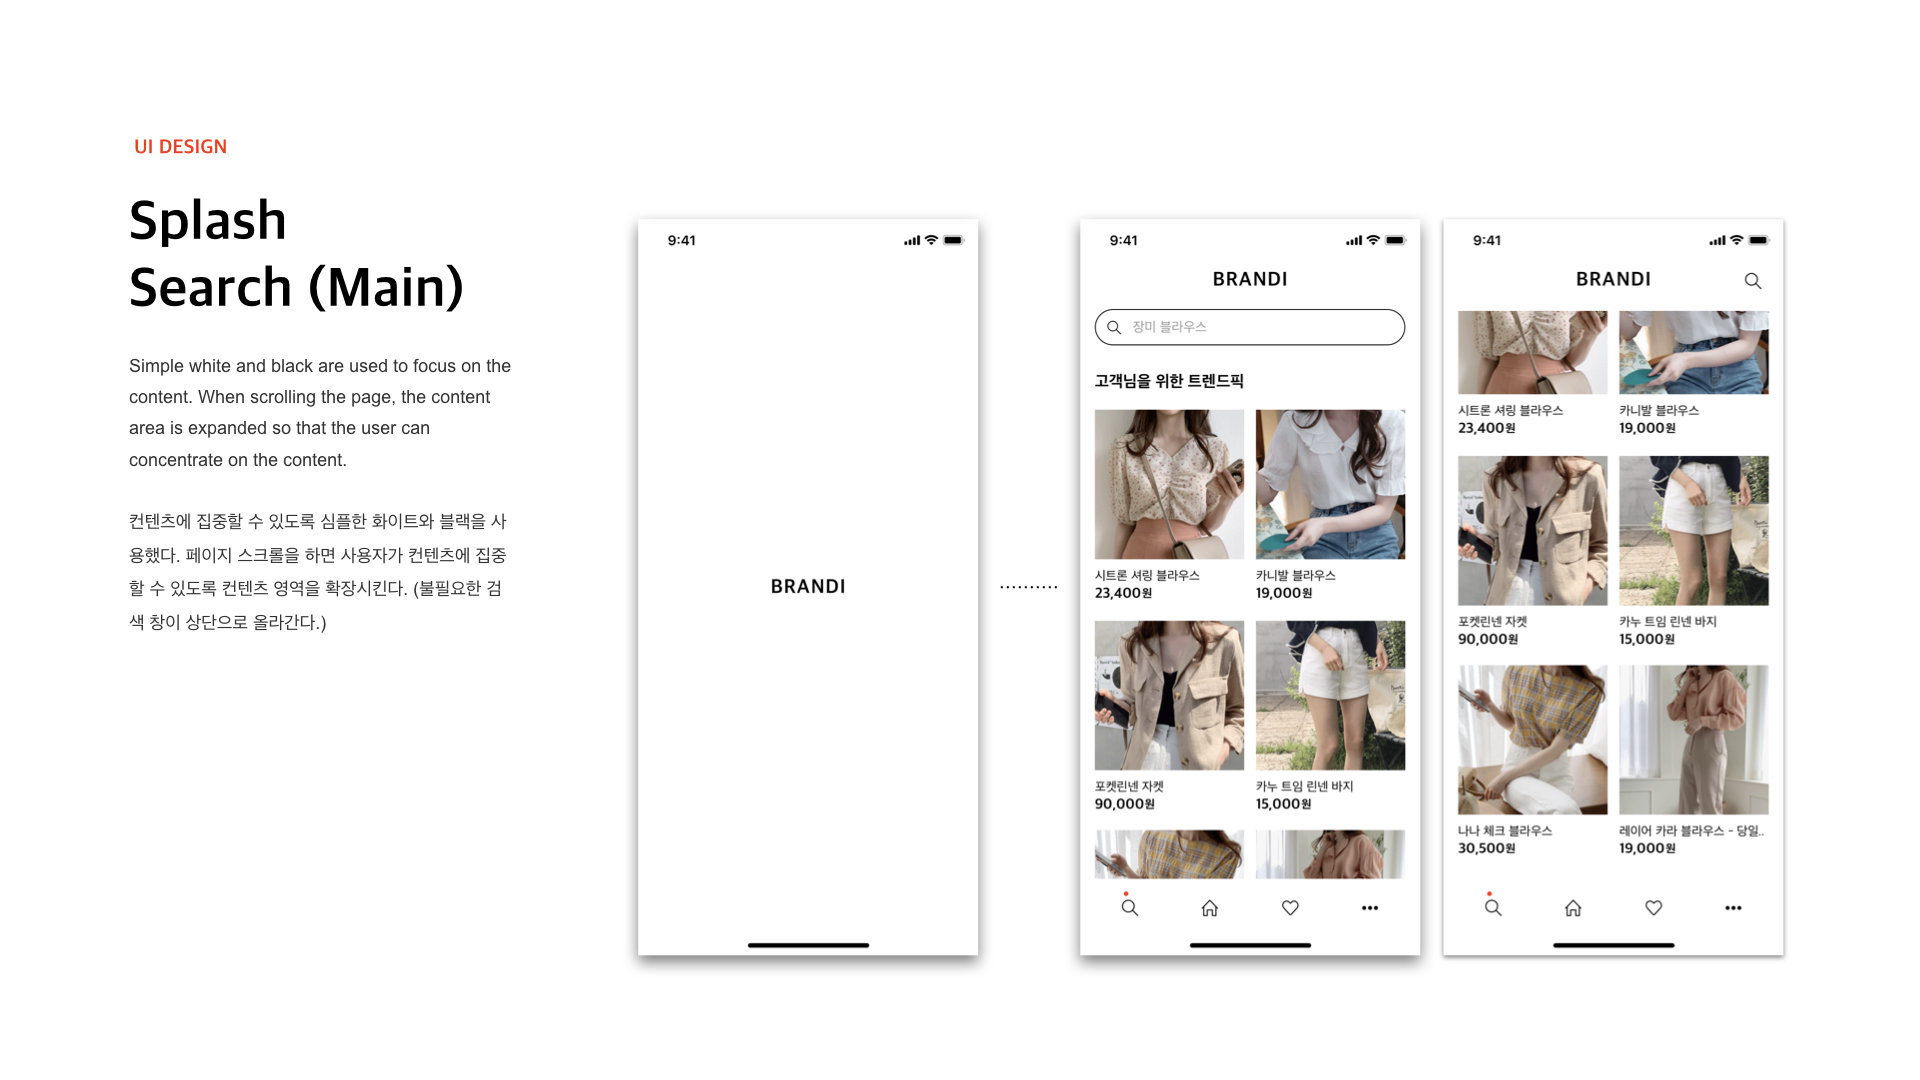 UI DESIGN
Splash
Search (Main)
Simple white and black are used to focus on the
content. When scrolling the page, the content
area is expanded so that the user can
concentrate on the content.
컨텐츠에 집중할 수 있도록 심플한 화이트와 블랙을 사
용했다. 페이지 스크롤을 하면 사용자가 컨텐츠에 집중
할 수 있도록 컨텐츠 영역을 확장시킨다. (불필요한 검
색 창이 상단으로 올라간다.)
9:41
BRANDI
9:41
BRANDI
장미 블라우스
고객님을 위한 트렌드픽
시트론 셔링 블라우스
23,400원
카니발 블라우스
19,000원
포켓린넨 자켓
90,000원
카누 트임 린넨 바지
15,000원
9:41
BRANDI
시트론 셔링 블라우스
23,400원
카니발 블라우스
19,000원
포켓린넨 자켓
90,000원
카누 트임 린넨 바지
15,000원
나나 체크 블라우스
30,500원
레이어 카라 블라우스 - 당일..
19,000원